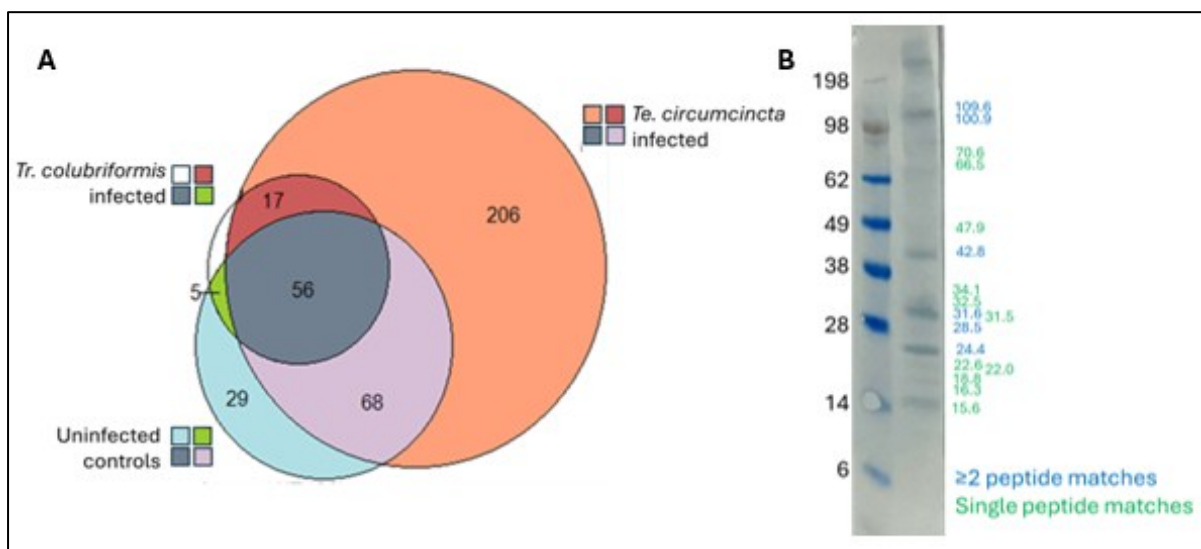 A
Te. circumcincta
infected
Tr. colubriformis
infected
17
206
5
56
29
68
Uninfected
controls
B
198
98
62
49
38
28
14
6
109.6
100.9
70.6
66.5
47.9
42.8
34.1
32.5
31.6 31.5
28.5
24.4
22.6 22.0
18.8
16.3
15.6
≥2 peptide matches
Single peptide matches